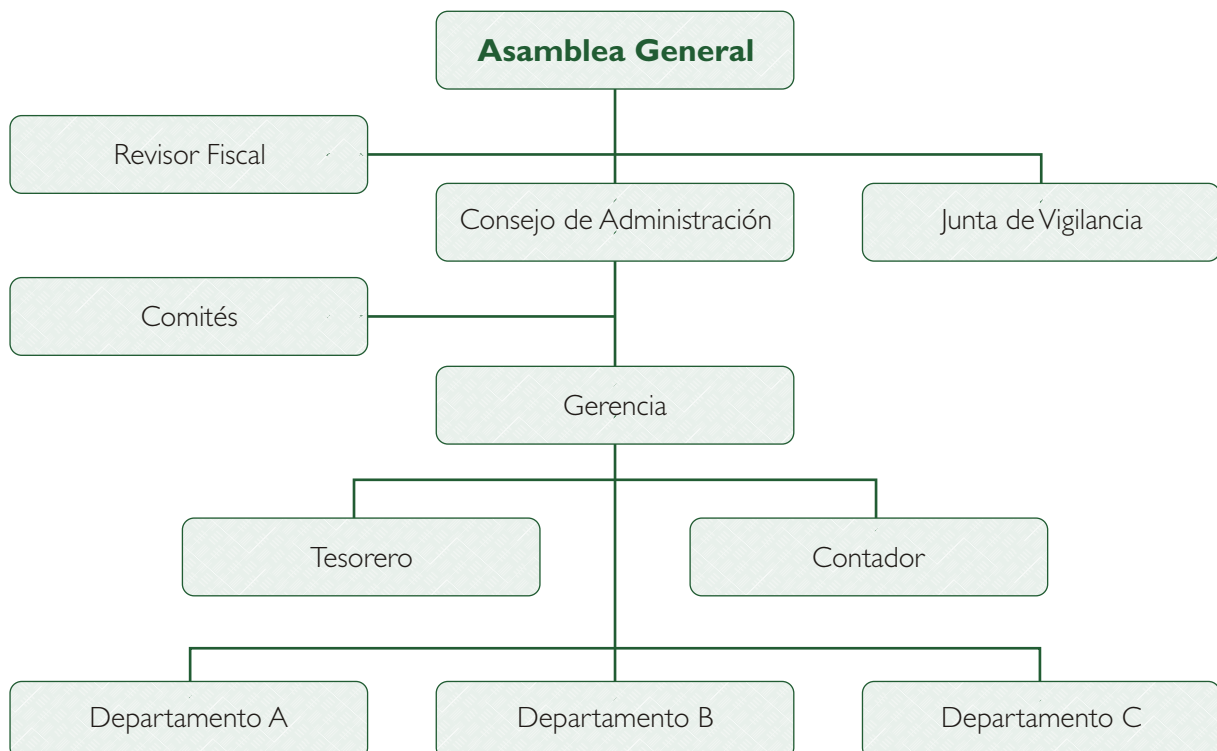 Asamblea General
Revisor Fiscal
Consejo de Administración
Junta de Vigilancia
Comités
Gerencia
Tesorero
Contador
Departamento A
Departamento B
Departamento C